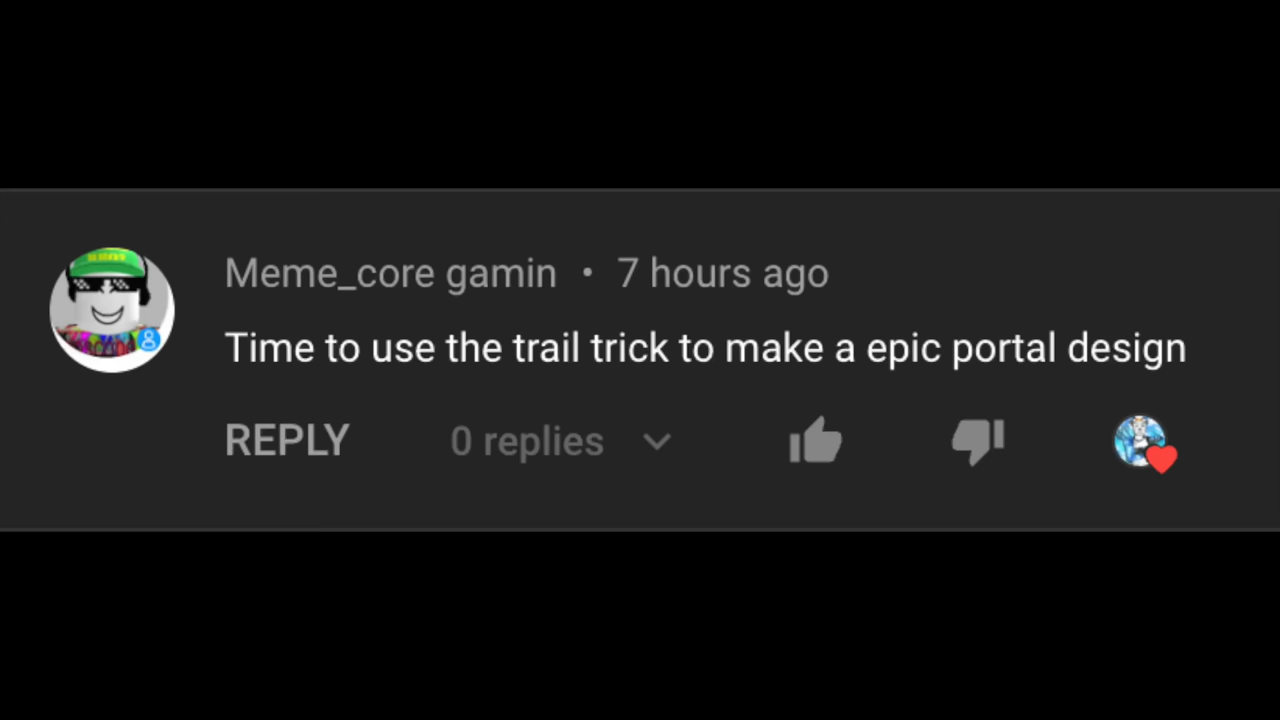 Meme_core gamin • 7 hours ago
Time to use the trail trick to make a epic portal design
REPLY 0 replies